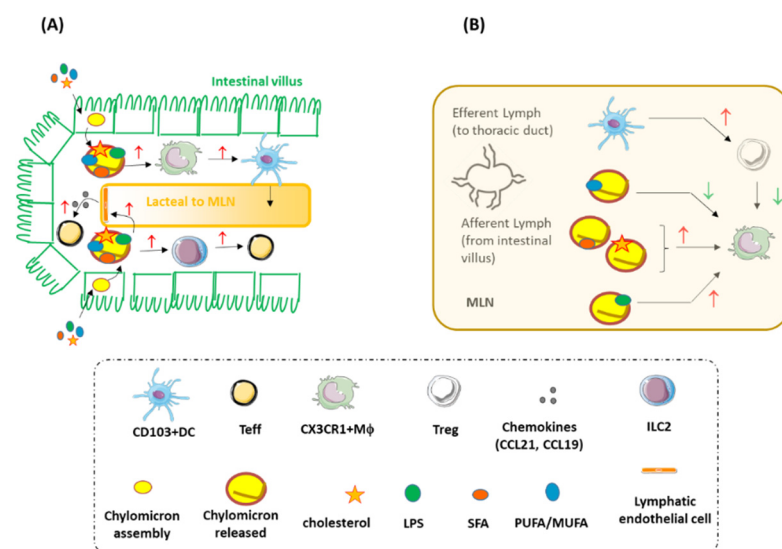 (A)
Intestinal villus
Lacteal to MLN
(B)
Efferent Lymph
(to thoracic duct)
Afferent Lymph
(from intestinal
villus)
MLN
CD103+DC
Teff
CX3CR1+Mϕ
Treg
Chemokines
(CCL21, CCL19)
ILC2
Chylomicron
assembly
Chylomicron
released
cholesterol
LPS
SFA
PUFA/MUFA
Lymphatic
endothelial cell